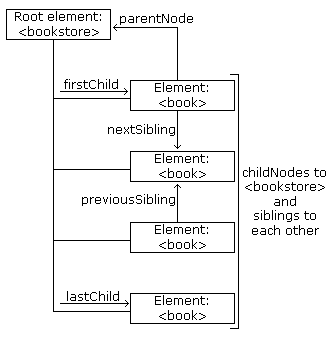 Root element:
<bookstore>
parentNode
firstChild
Element:
<book>
nextSibling
Element:
<book>
previousSibling
Element:
<book>
lastChild
Element:
<book>
childNodes to
<bookstore>
and
siblings to
each other